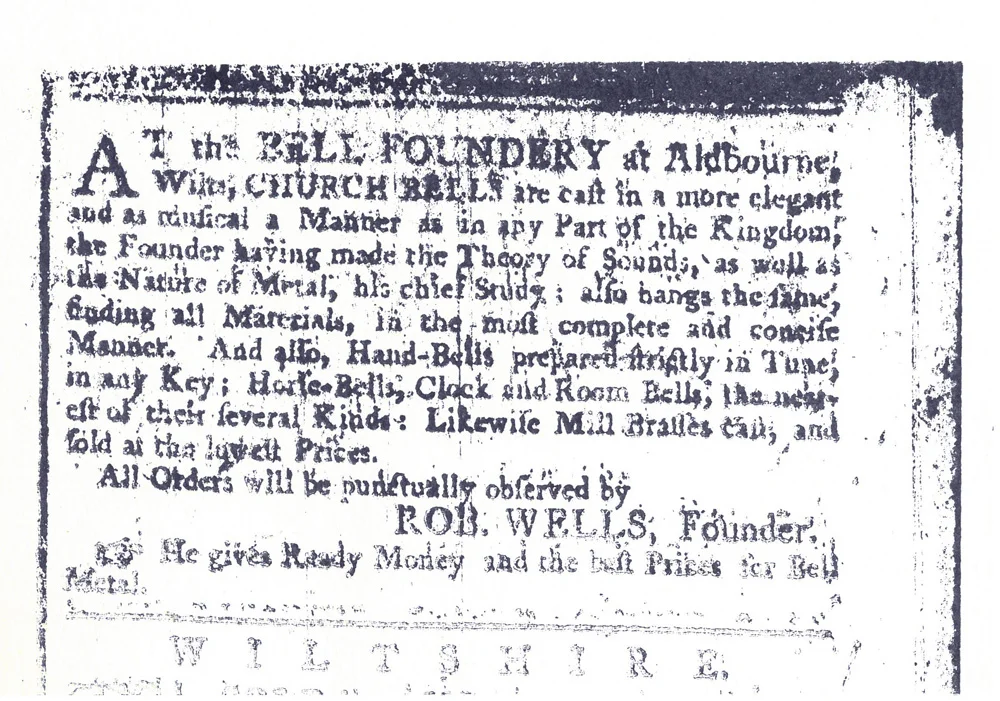 AT the BELL FOUNDERY at Aldbourne,
Wilts, CHURCH BELLS are caſt in a more elegant
and as muſical a Manner as in any Part of the Kingdom,
the Founder having made the Theory of Sounds, as well as
the Nature of Metal, his chief Study; alſo hangs the ſame,
finding all Materials, in the moſt complete and conciſe
Manner. And alſo, Hand-Bells prepared ſtrictly in Tune,
in any Key; Horſe-Bells, Clock and Room Bells, the neat-
eſt of their ſeveral Kinds: Likewiſe Mill Braſſes caſt, and
ſold at the loweſt Prices.
All Orders will be punctually obſerved by
ROB. WELLS, Founder.
☞ He gives Ready Money and the beſt Prices for Bell
Metal.
WILTSHIRE.